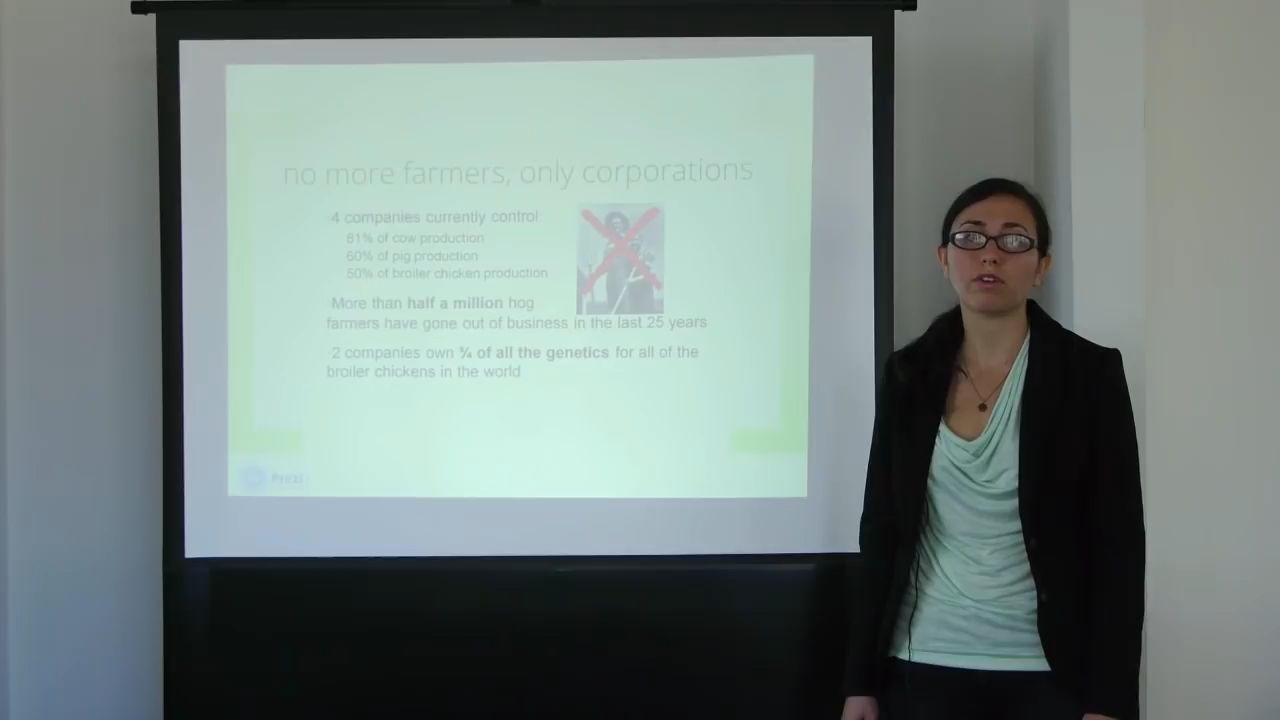 no more farmers, only corporations
4 companies currently control:
81% of cow production
60% of pig production
50% of broiler chicken production
More than half a million hog
farmers have gone out of business in the last 25 years
2 companies own ¾ of all the genetics for all of the
broiler chickens in the world
Prezi